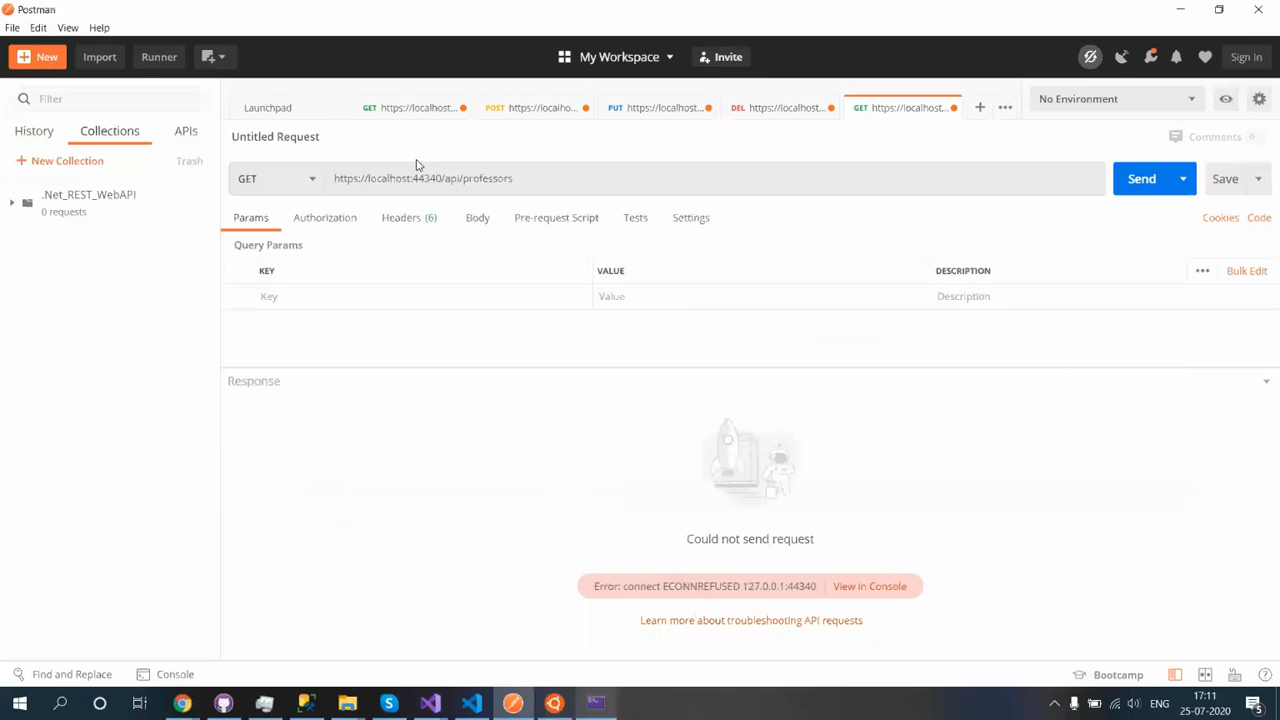 Postman
File Edit View Help
New Import Runner My Workspace Invite Sign In
Filter
Launchpad GET https://localhost... POST https://localho... PUT https://localhost... DEL https://localhost... GET https://localhost... No Environment
History Collections APIs
Untitled Request Comments 0
+ New Collection Trash
GET https://localhost:44340/api/professors Send Save
.Net_REST_WebAPI
0 requests
Params Authorization Headers (6) Body Pre-request Script Tests Settings Cookies Code
Query Params
KEY VALUE DESCRIPTION Bulk Edit
Key Value Description
Response
Could not send request
Error: connect ECONNREFUSED 127.0.0.1:44340 View in Console
Learn more about troubleshooting API requests
Find and Replace Console Bootcamp
ENG 17:11
25-07-2020 5